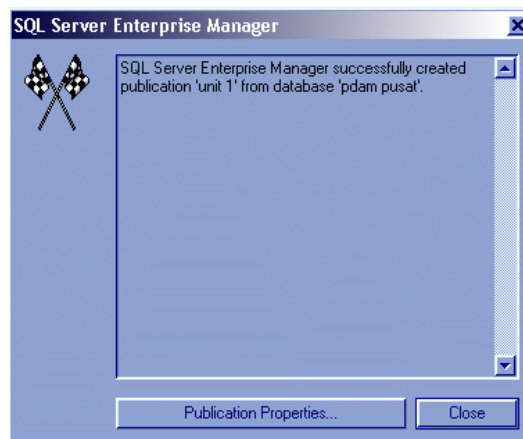 SQL Server Enterprise Manager
SQL Server Enterprise Manager successfully created
publication 'unit 1' from database 'pdam pusat'.
Publication Properties...
Close